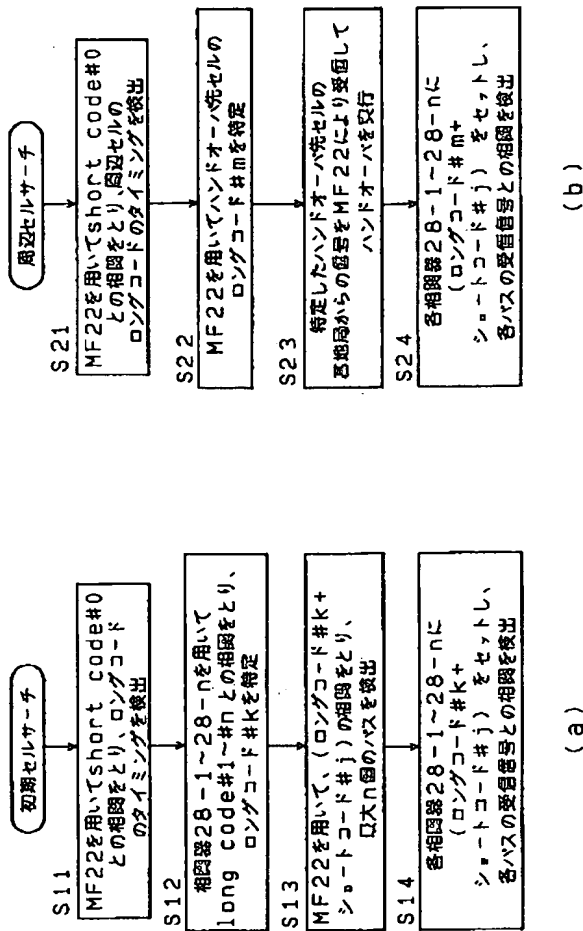 初期セルサーチ
S11
MF22を用いてshort code#0
との相関をとり、ロングコード
のタイミングを検出
S12
相関器28-1~28-nを用いて
long code#1~#nとの相関をとり、
ロングコード#kを特定
S13
MF22を用いて、(ロングコード#k+
ショートコード#j)の相関をとり、
最大n個のパスを検出
S14
各相関器28-1~28-nに
(ロングコード#k+
ショートコード#j)をセットし、
各パスの受信信号との相関を検出
(a)
周辺セルサーチ
S21
MF22を用いてshort code#0
との相関をとり、周辺セルの
ロングコードのタイミングを検出
S22
MF22を用いてハンドオーバ先セルの
ロングコード#mを特定
S23
特定したハンドオーバ先セルの
基地局からの信号をMF22により受信して
ハンドオーバを実行
S24
各相関器28-1~28-nに
(ロングコード#m+
ショートコード#j)をセットし、
各パスの受信信号との相関を検出
(b)